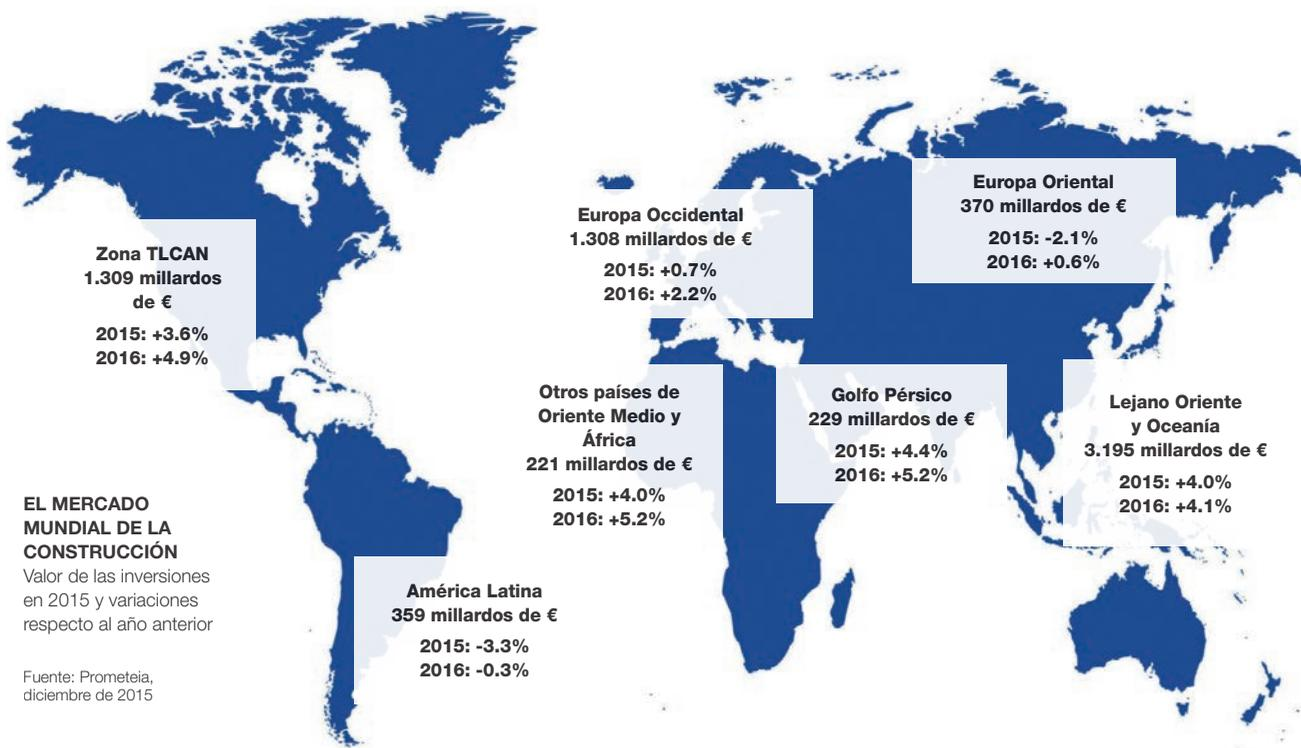 Zona TLCAN
1.309 millardos
de €
2015: +3.6%
2016: +4.9%
Europa Occidental
1.308 millardos de €
2015: +0.7%
2016: +2.2%
Europa Oriental
370 millardos de €
2015: -2.1%
2016: +0.6%
Otros países de
Oriente Medio y
África
221 millardos de €
2015: +4.0%
2016: +5.2%
Golfo Pérsico
229 millardos de €
2015: +4.4%
2016: +5.2%
Lejano Oriente
y Oceanía
3.195 millardos de €
2015: +4.0%
2016: +4.1%
América Latina
359 millardos de €
2015: -3.3%
2016: -0.3%
EL MERCADO
MUNDIAL DE LA
CONSTRUCCIÓN
Valor de las inversiones
en 2015 y variaciones
respecto al año anterior
Fuente: Prometeia,
diciembre de 2015